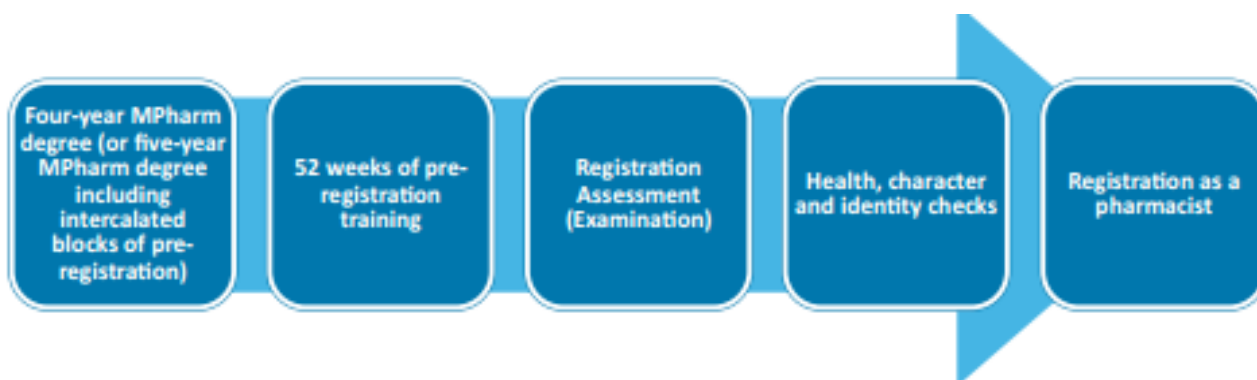 Four-year MPharm
degree (or five-year
MPharm degree
including
intercalated
blocks of pre-
registration)
52 weeks of pre-
registration
training
Registration
Assessment
(Examination)
Health, character
and identity checks
Registration as a
pharmacist